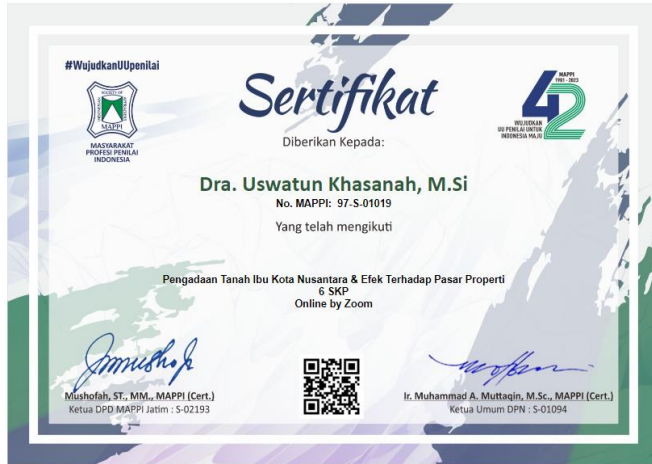 #WujudkanUUpenilai
SOCIETY OF
MAPPI
MASYARAKAT
PROFESI PENILAI
INDONESIA
Sertifikat
MAPPI
1981 - 2023
42
WUJUDKAN
UU PENILAI UNTUK
INDONESIA MAJU
Diberikan Kepada:
Dra. Uswatun Khasanah, M.Si
No. MAPPI: 97-S-01019
Yang telah mengikuti
Pengadaan Tanah Ibu Kota Nusantara & Efek Terhadap Pasar Properti
6 SKP
Online by Zoom
Mushofah, ST., MM., MAPPI (Cert.)
Ketua DPD MAPPI Jatim : S-02193
Ir. Muhammad A. Muttaqin, M.Sc., MAPPI (Cert.)
Ketua Umum DPN : S-01094